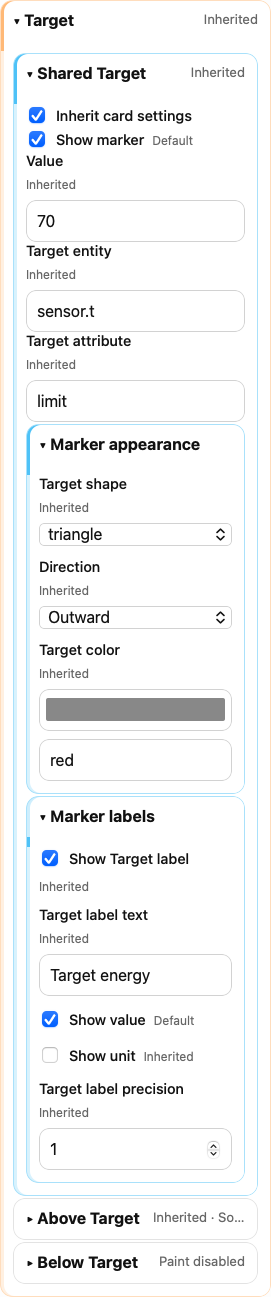 Target Inherited
Shared Target Inherited
Inherit card settings
Show marker Default
Value
Inherited
70
Target entity
Inherited
sensor.t
Target attribute
Inherited
limit
Marker appearance
Target shape
Inherited
triangle
Direction
Inherited
Outward
Target color
Inherited
red
Marker labels
Show Target label
Inherited
Target label text
Inherited
Target energy
Show value Default
Show unit Inherited
Target label precision
Inherited
1
Above Target Inherited · So...
Below Target Paint disabled